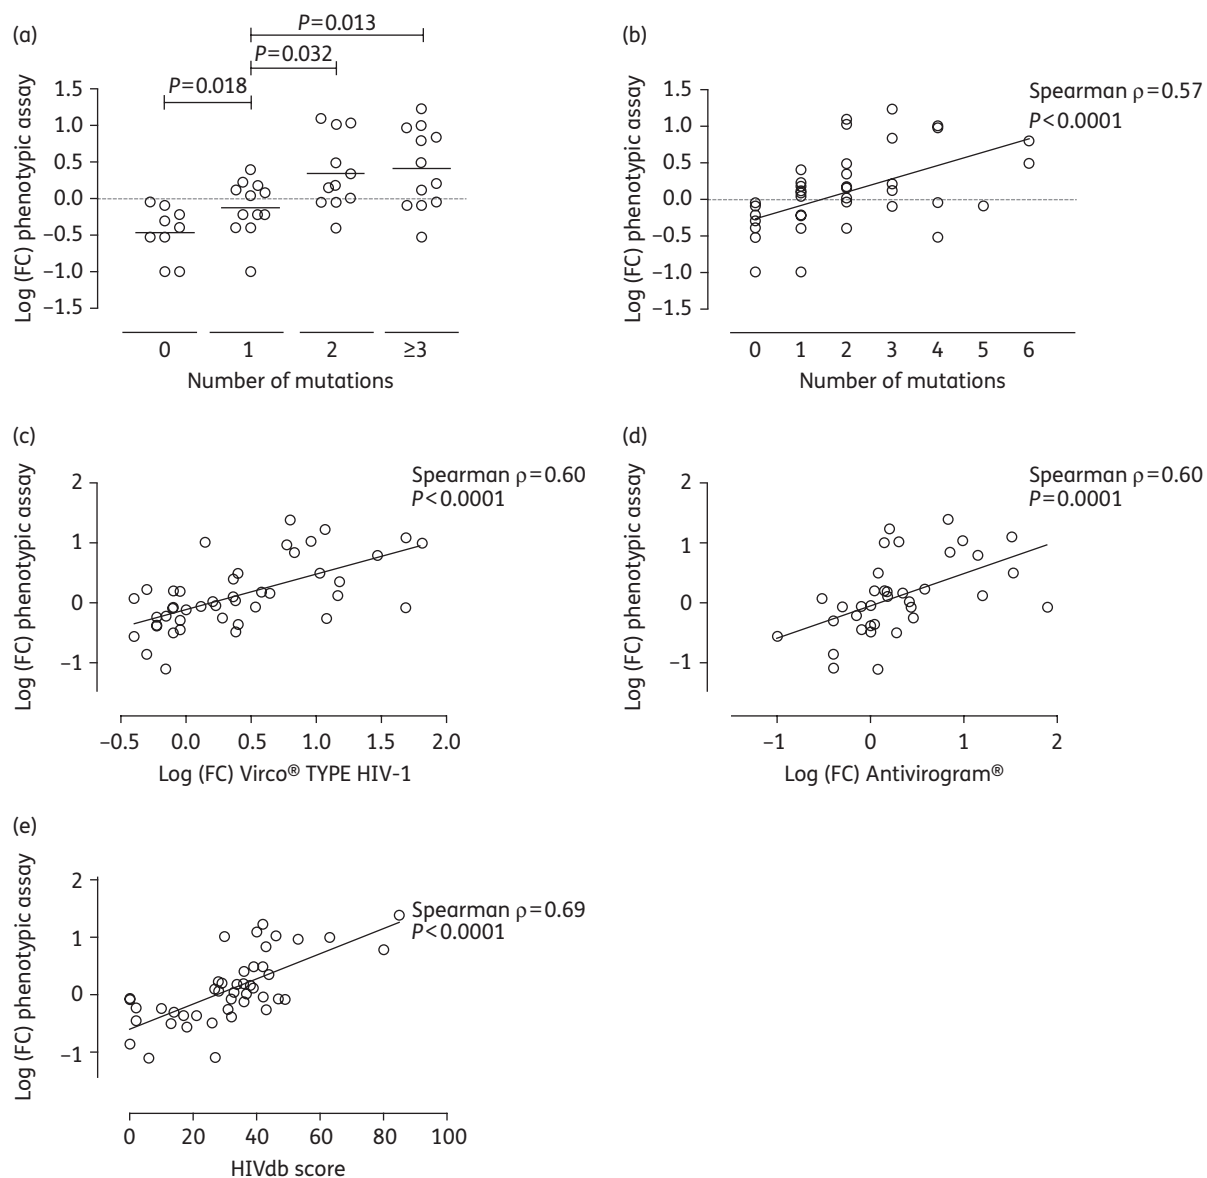 (a)
P=0.013
P=0.032
P=0.018
Log (FC) phenotypic assay
1.5
1.0
0.5
0.0
−0.5
−1.0
−1.5
0 1 2 ≥3
Number of mutations
(b)
Spearman ρ=0.57
P<0.0001
Log (FC) phenotypic assay
1.5
1.0
0.5
0.0
−0.5
−1.0
−1.5
0 1 2 3 4 5 6
Number of mutations
(c)
Spearman ρ=0.60
P<0.0001
Log (FC) phenotypic assay
2
1
0
−1
−0.5 0.0 0.5 1.0 1.5 2.0
Log (FC) Virco® TYPE HIV-1
(d)
Spearman ρ=0.60
P=0.0001
Log (FC) phenotypic assay
2
1
0
−1
−1 0 1 2
Log (FC) Antivirogram®
(e)
Spearman ρ=0.69
P<0.0001
Log (FC) phenotypic assay
2
1
0
−1
0 20 40 60 80 100
HIVdb score